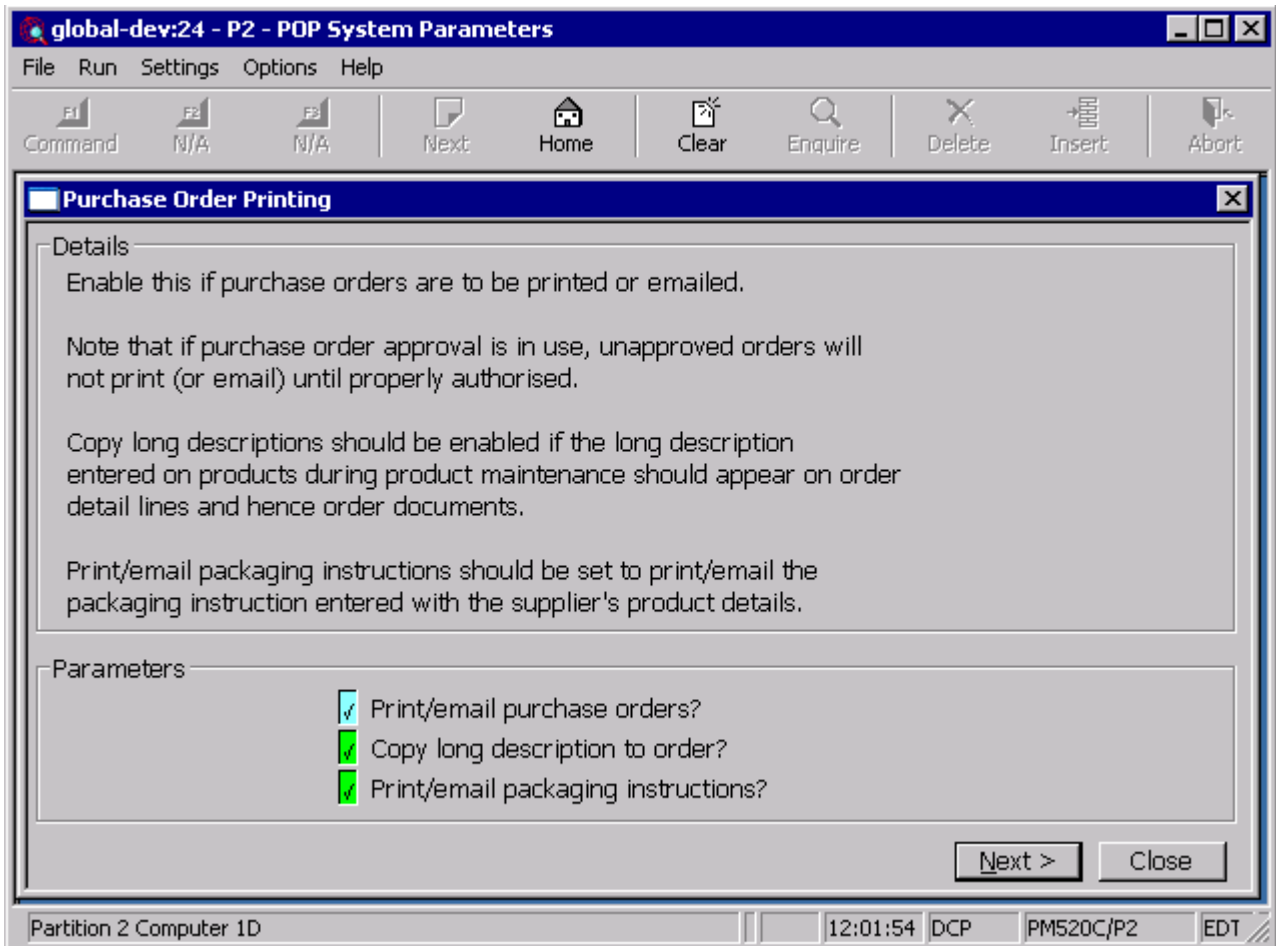 global-dev:24 - P2 - POP System Parameters
File Run Settings Options Help
F1 F2 F3
Command N/A N/A Next Home Clear Enquire Delete Insert Abort
Purchase Order Printing
Details
Enable this if purchase orders are to be printed or emailed.
Note that if purchase order approval is in use, unapproved orders will
not print (or email) until properly authorised.
Copy long descriptions should be enabled if the long description
entered on products during product maintenance should appear on order
detail lines and hence order documents.
Print/email packaging instructions should be set to print/email the
packaging instruction entered with the supplier's product details.
Parameters
Print/email purchase orders?
Copy long description to order?
Print/email packaging instructions?
Next > Close
Partition 2 Computer 1D 12:01:54 DCP PM520C/P2 EDT